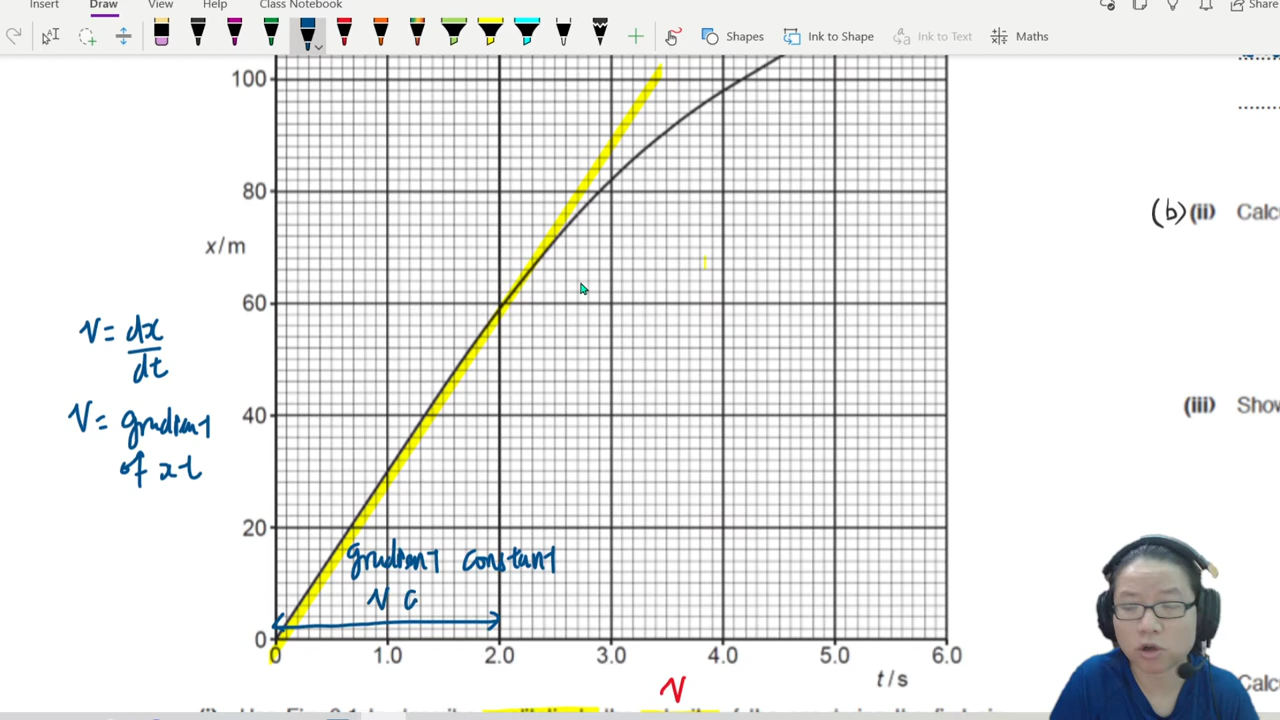 Insert Draw View Help Class Notebook Share
Shapes Ink to Shape Ink to Text Maths
100
80
x/m
60
(b) (ii) Calc
v = dx
dt
40
v = gradient
of xt
(iii) Show
20
gradient constant
v c
0
0 1.0 2.0 3.0 4.0 5.0 6.0
t/s
v
Calc